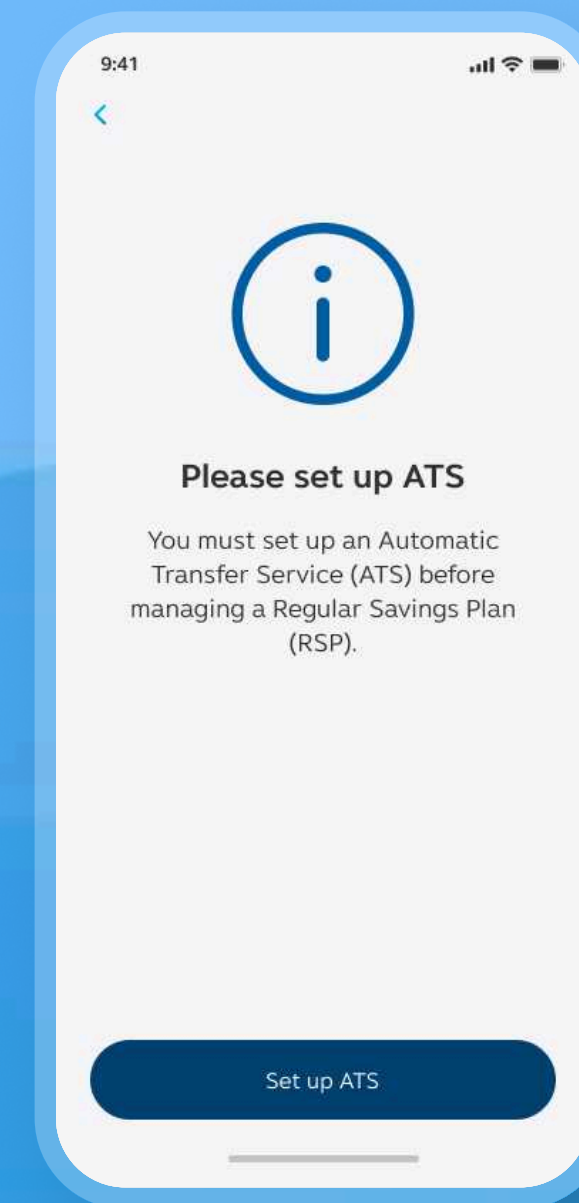 9:41
Please set up ATS
You must set up an Automatic
Transfer Service (ATS) before
managing a Regular Savings Plan
(RSP).
Set up ATS